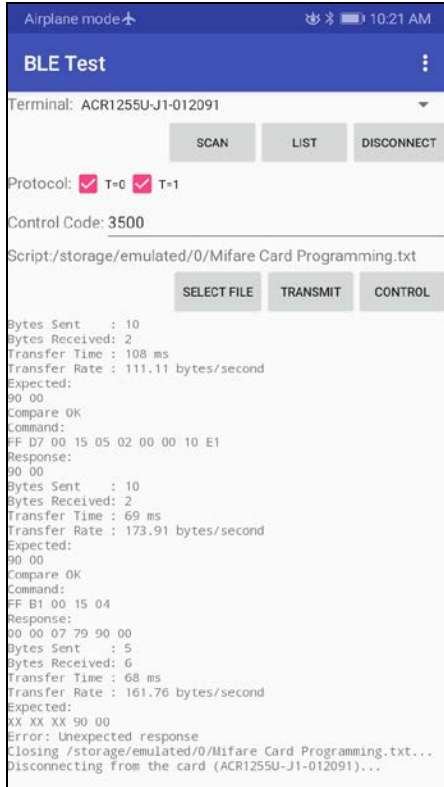 Airplane mode 10:21 AM
BLE Test
Terminal: ACR1255U-J1-012091
SCAN LIST DISCONNECT
Protocol: T=0 T=1
Control Code: 3500
Script:/storage/emulated/0/Mifare Card Programming.txt
SELECT FILE TRANSMIT CONTROL
Bytes Sent : 10
Bytes Received: 2
Transfer Time : 108 ms
Transfer Rate : 111.11 bytes/second
Expected:
90 00
Compare OK
Command:
FF D7 00 15 05 02 00 00 10 E1
Response:
90 00
Bytes Sent : 10
Bytes Received: 2
Transfer Time : 69 ms
Transfer Rate : 173.91 bytes/second
Expected:
90 00
Compare OK
Command:
FF B1 00 15 04
Response:
00 00 07 79 90 00
Bytes Sent : 5
Bytes Received: 6
Transfer Time : 68 ms
Transfer Rate : 161.76 bytes/second
Expected:
XX XX XX 90 00
Error: Unexpected response
Closing /storage/emulated/0/Mifare Card Programming.txt...
Disconnecting from the card (ACR1255U-J1-012091)...